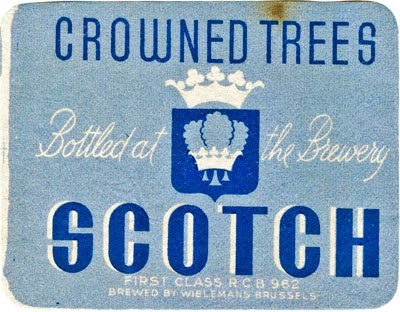 CROWNED TREES
Bottled at the Brewery
SCOTCH
FIRST CLASS R C B 962
BREWED BY WIELEMANS BRUSSELS